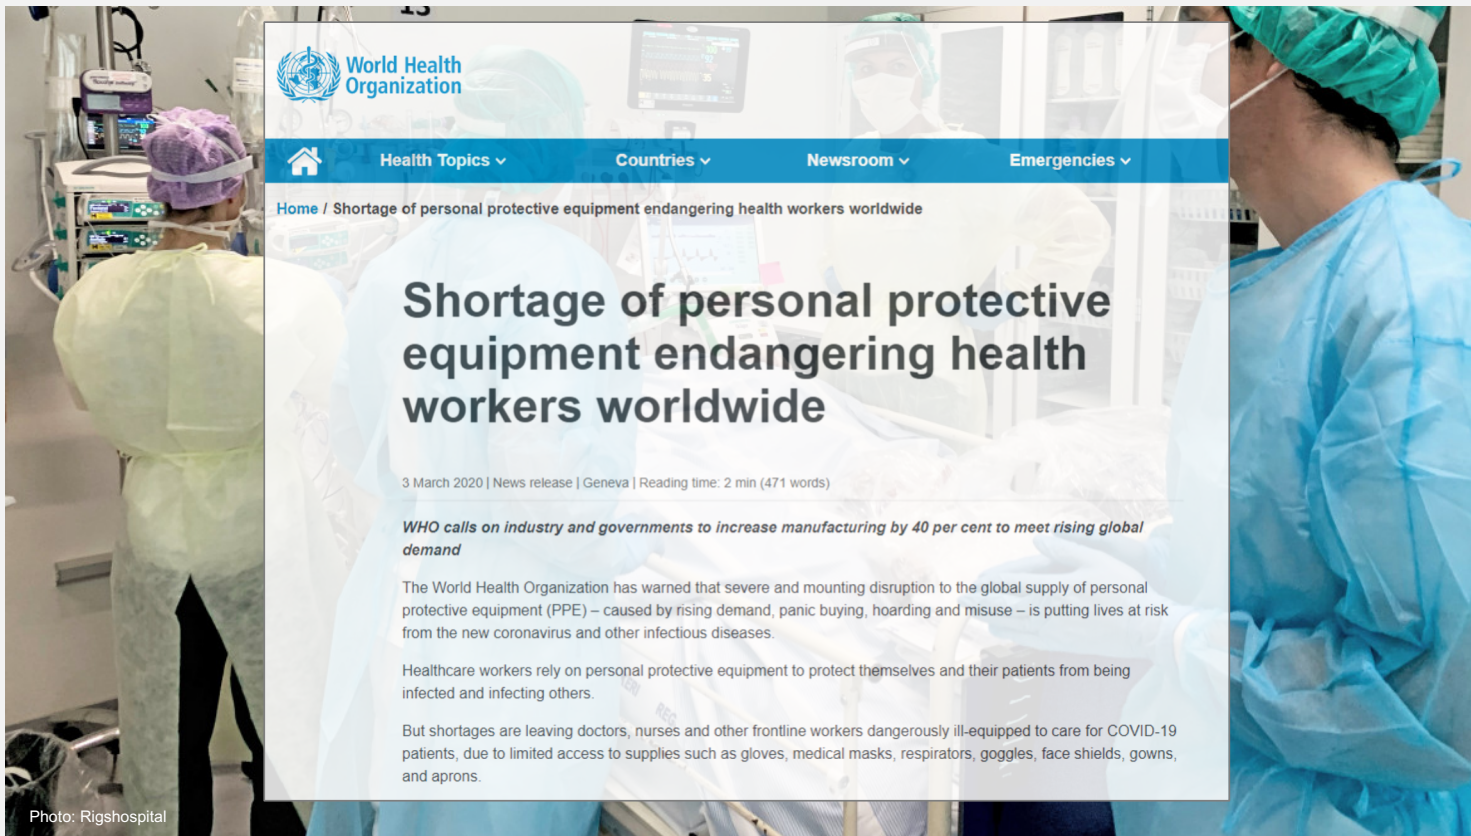 13
World Health
Organization
Health Topics
Countries
Newsroom
Emergencies
Home / Shortage of personal protective equipment endangering health workers worldwide
Shortage of personal protective
equipment endangering health
workers worldwide
3 March 2020 | News release | Geneva | Reading time: 2 min (471 words)
WHO calls on industry and governments to increase manufacturing by 40 per cent to meet rising global
demand
The World Health Organization has warned that severe and mounting disruption to the global supply of personal
protective equipment (PPE) – caused by rising demand, panic buying, hoarding and misuse – is putting lives at risk
from the new coronavirus and other infectious diseases.
Healthcare workers rely on personal protective equipment to protect themselves and their patients from being
infected and infecting others.
But shortages are leaving doctors, nurses and other frontline workers dangerously ill-equipped to care for COVID-19
patients, due to limited access to supplies such as gloves, medical masks, respirators, goggles, face shields, gowns,
and aprons.
Photo: Rigshospital